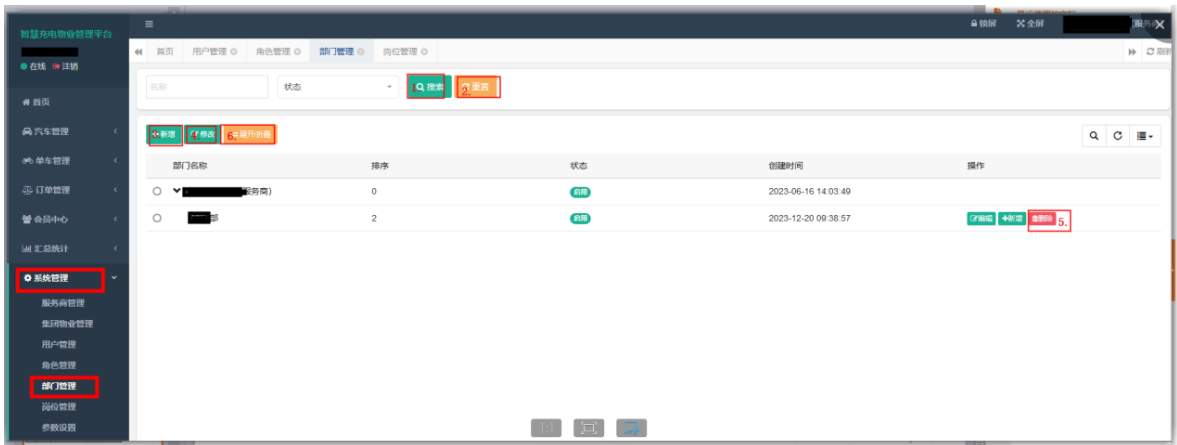 智慧充电物业管理平台
锁屏 全屏
在线 注销
首页 用户管理 角色管理 部门管理 岗位管理 刷新
名称 状态 搜索 2. 重置
首页
汽车管理
单车管理
订单管理
会员中心
汇总统计
系统管理
服务商管理
集团物业管理
用户管理
角色管理
部门管理
岗位管理
参数设置
新增 4. 修改 6. 展开/折叠
部门名称 排序 状态 创建时间 操作
服务商) 0 启用 2023-06-16 14:03:49
部 2 启用 2023-12-20 09:38:57 编辑 新增 删除 5.
1:1